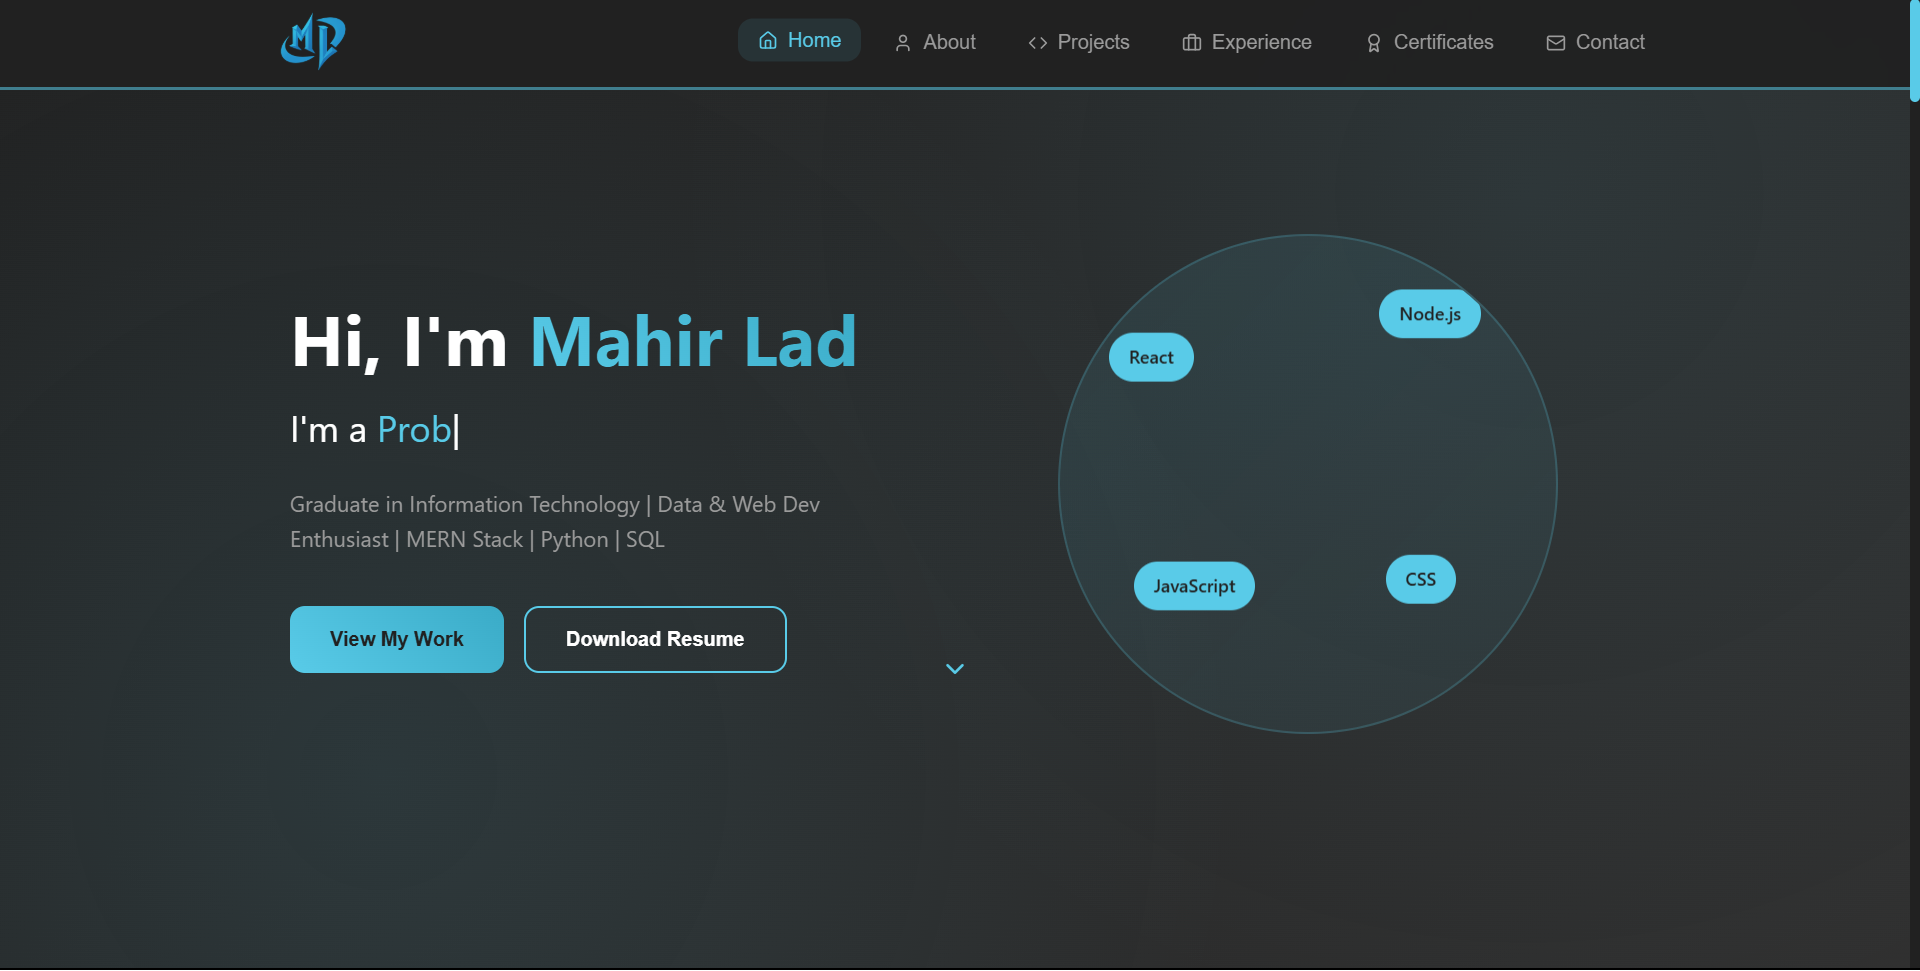 Home
About
Projects
Experience
Certificates
Contact
Hi, I'm Mahir Lad
I'm a Prob|
Graduate in Information Technology | Data & Web Dev
Enthusiast | MERN Stack | Python | SQL
View My Work
Download Resume
Node.js
React
JavaScript
CSS